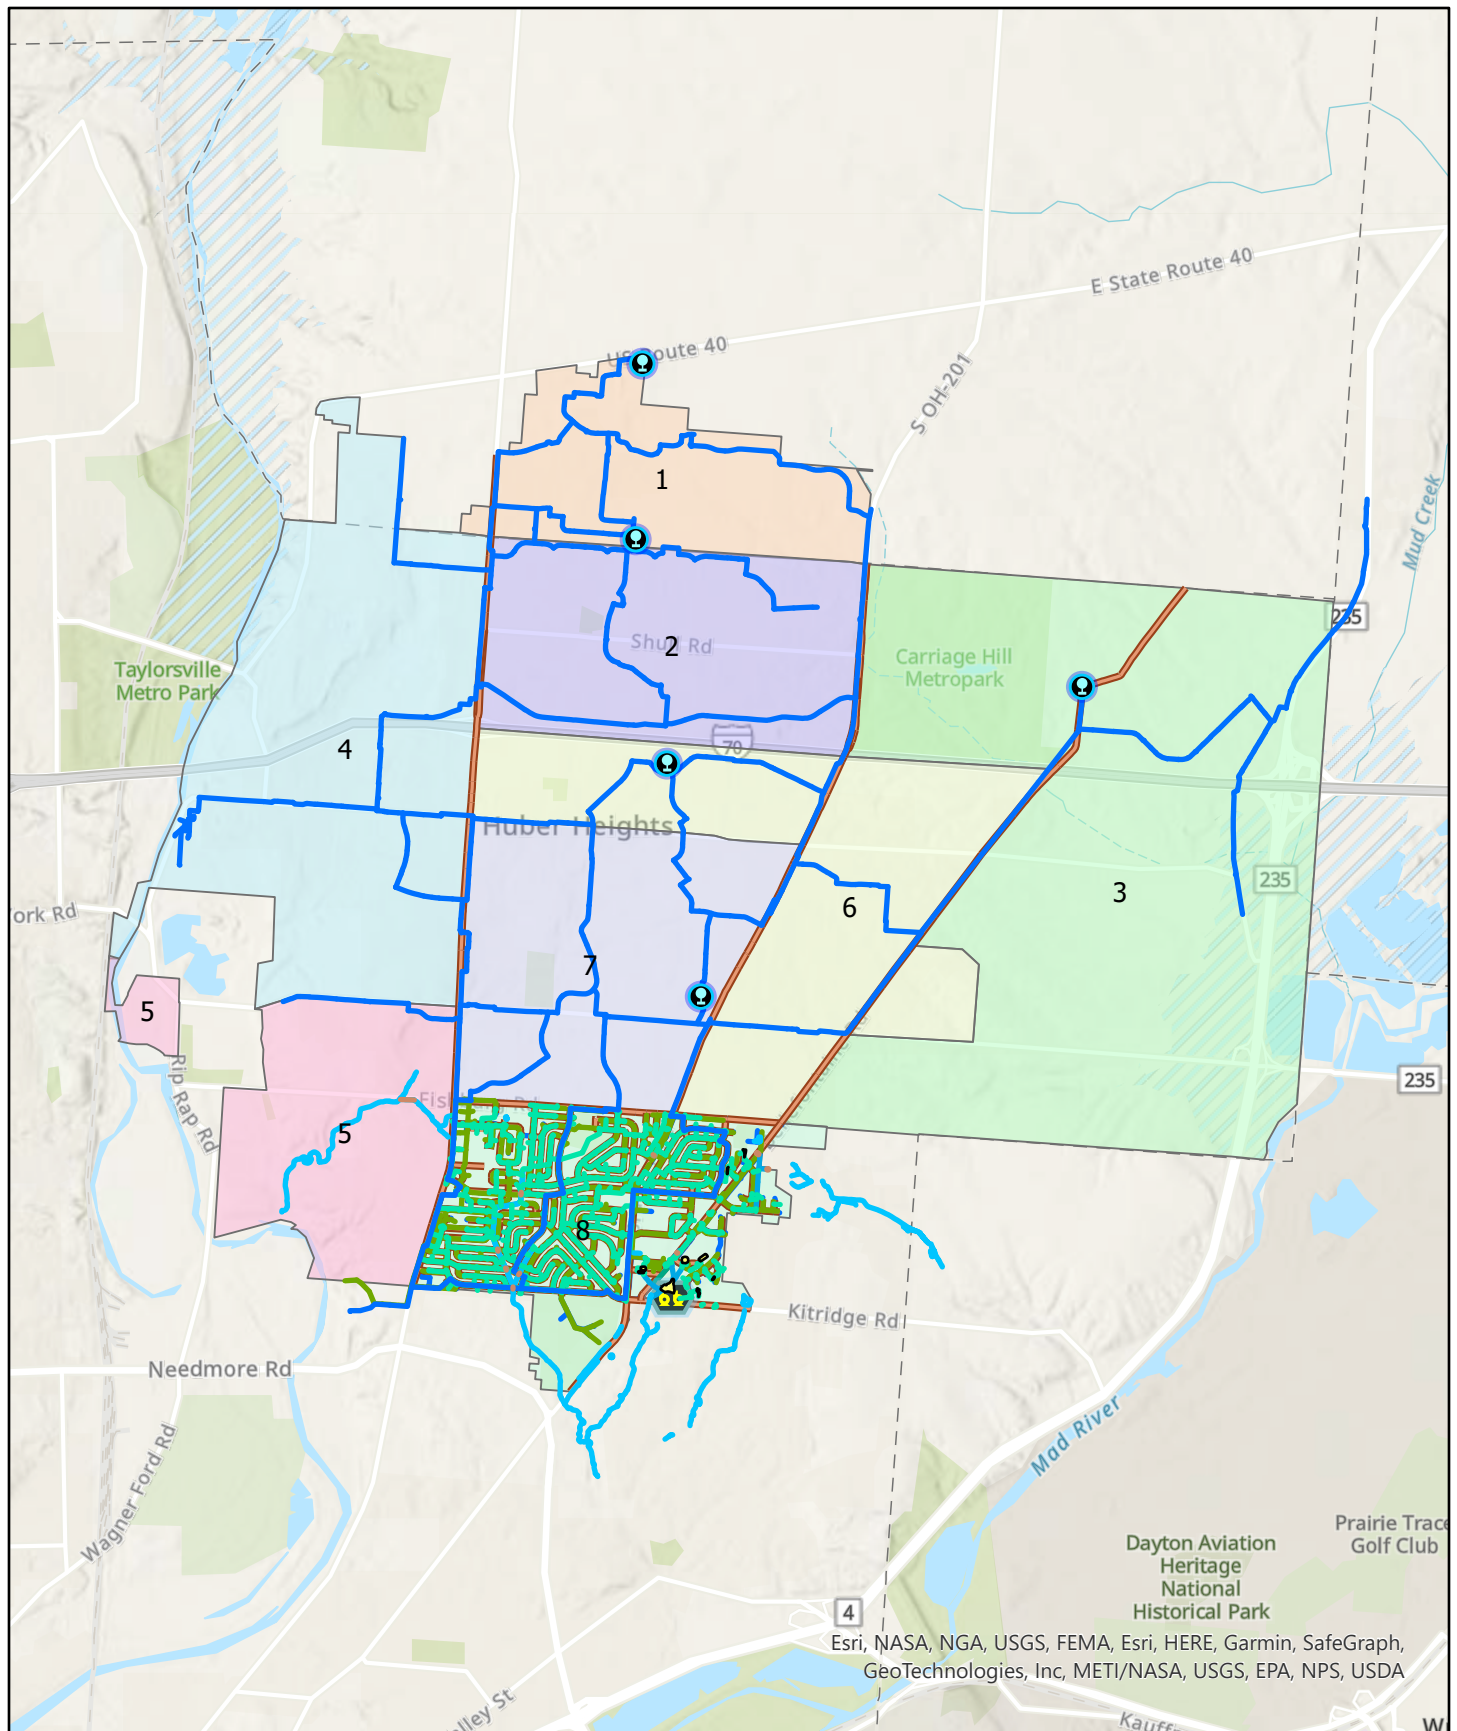 E State Route 40
US Route 40
S OH-201
Mud Creek
1
235
Shull Rd
2
Carriage Hill
Metropark
Taylorsville
Metro Park
70
4
Huber Heights
235
3
6
York Rd
7
5
235
Rip Rap Rd
5
8
Kitridge Rd
Needmore Rd
Mad River
Wagner Ford Rd
Prairie Trace
Golf Club
Dayton Aviation
Heritage
National
Historical Park
4
Esri, NASA, NGA, USGS, FEMA, Esri, HERE, Garmin, SafeGraph,
GeoTechnologies, Inc, METI/NASA, USGS, EPA, NPS, USDA
alley St
Kauff